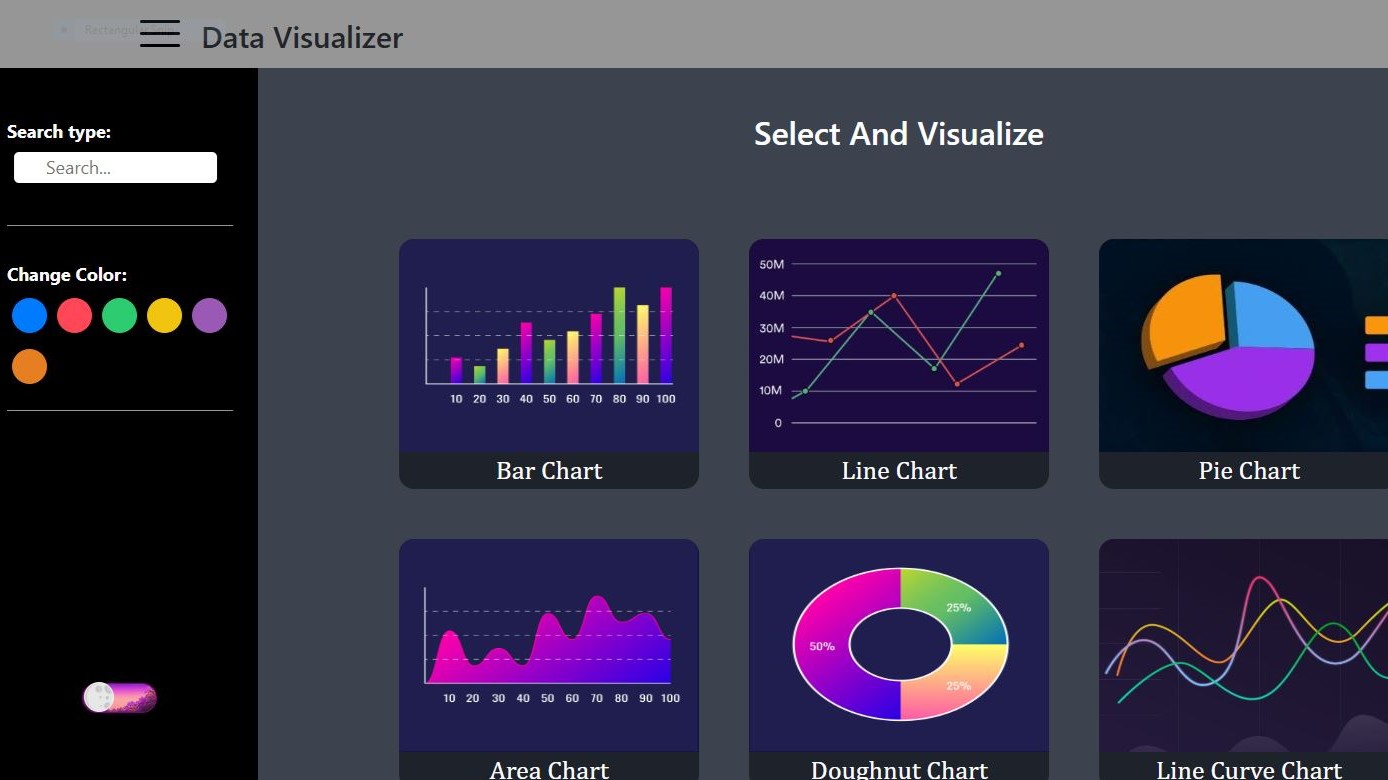 Data Visualizer
Search type:
Search...
Change Color:
Select And Visualize
10 20 30 40 50 60 70 80 90 100
Bar Chart
50M
40M
30M
20M
10M
0
Line Chart
Pie Chart
10 20 30 40 50 60 70 80 90 100
Area Chart
25%
50%
25%
Doughnut Chart
Line Curve Chart